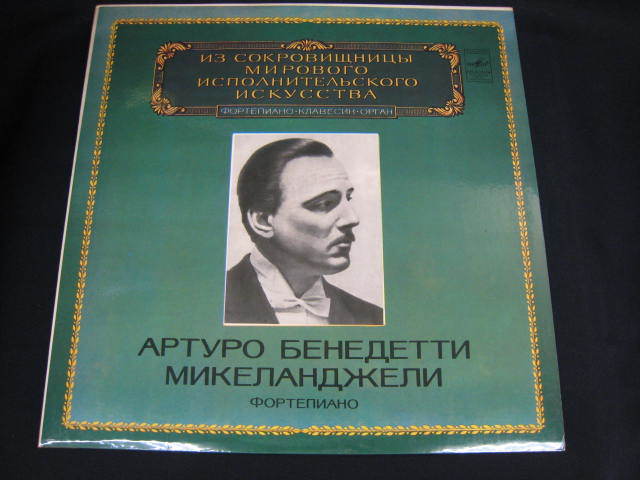 ИЗ СОКРОВИЩНИЦЫ
МИРОВОГО
ИСПОЛНИТЕЛЬСКОГО
ИСКУССТВА
ФОРТЕПИАНО•КЛАВЕСИН•ОРГАН
АРТУРО БЕНЕДЕТТИ
МИКЕЛАНДЖЕЛИ
ФОРТЕПИАНО